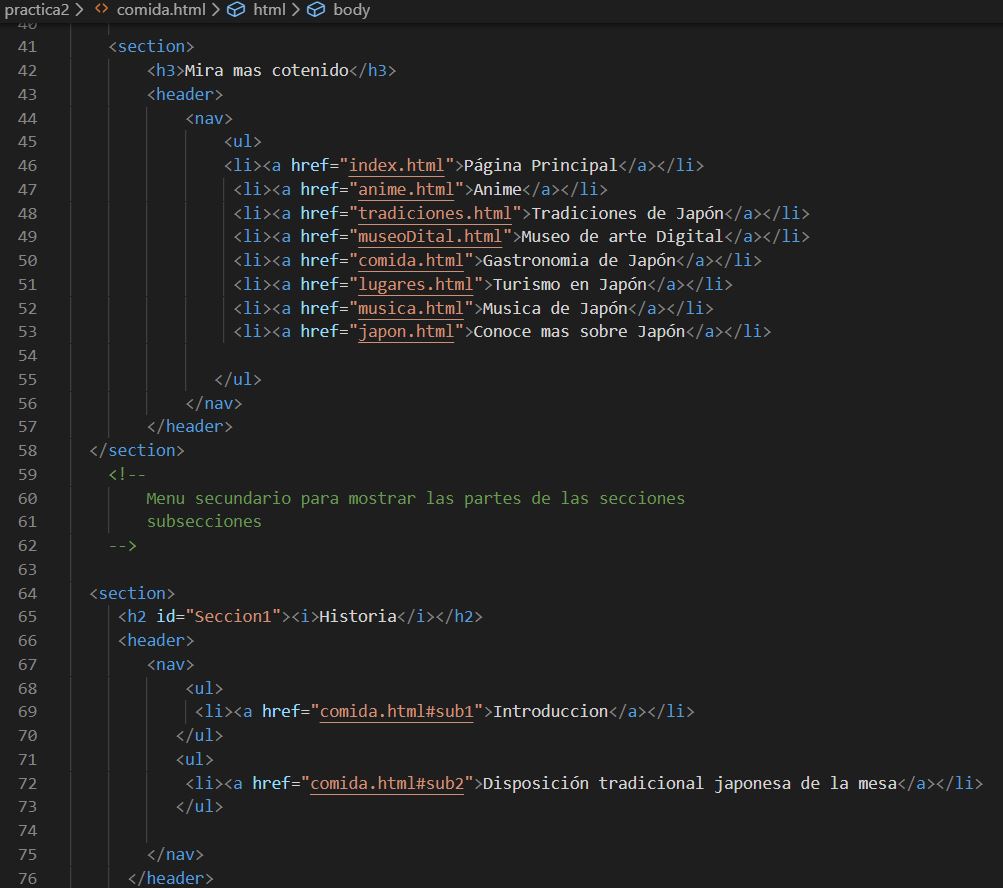 practica2 > <> comida.html > html > body
40
41 <section>
42 <h3>Mira mas cotenido</h3>
43 <header>
44 <nav>
45 <ul>
46 <li><a href="index.html">Página Principal</a></li>
47 <li><a href="anime.html">Anime</a></li>
48 <li><a href="tradiciones.html">Tradiciones de Japón</a></li>
49 <li><a href="museoDital.html">Museo de arte Digital</a></li>
50 <li><a href="comida.html">Gastronomia de Japón</a></li>
51 <li><a href="lugares.html">Turismo en Japón</a></li>
52 <li><a href="musica.html">Musica de Japón</a></li>
53 <li><a href="japon.html">Conoce mas sobre Japón</a></li>
54
55 </ul>
56 </nav>
57 </header>
58 </section>
59 <!--
60 Menu secundario para mostrar las partes de las secciones
61 subsecciones
62 -->
63
64 <section>
65 <h2 id="Seccion1"><i>Historia</i></h2>
66 <header>
67 <nav>
68 <ul>
69 <li><a href="comida.html#sub1">Introduccion</a></li>
70 </ul>
71 <ul>
72 <li><a href="comida.html#sub2">Disposición tradicional japonesa de la mesa</a></li>
73 </ul>
74
75 </nav>
76 </header>